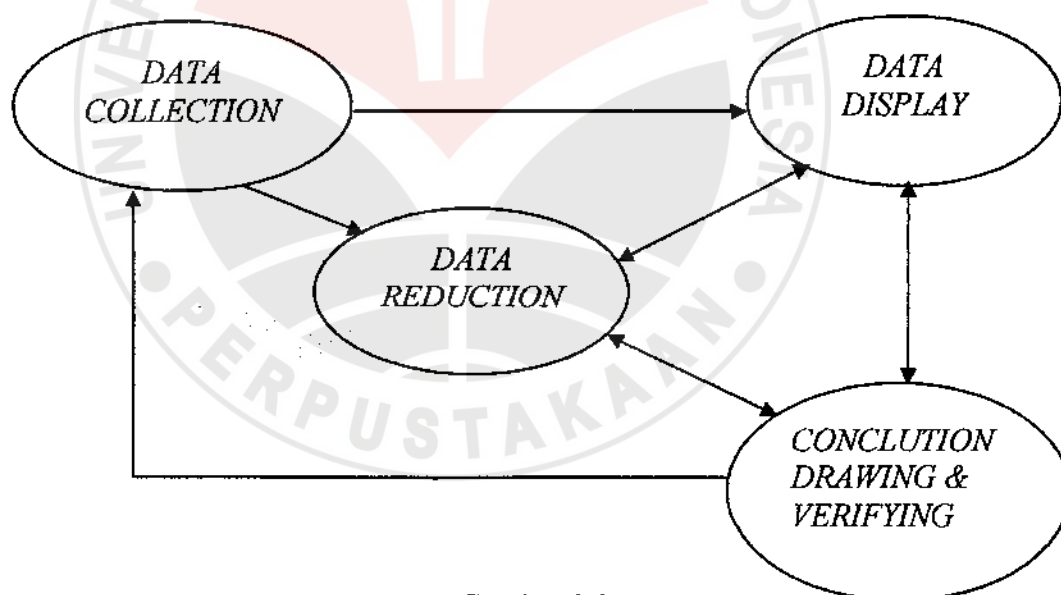 DATA
COLLECTION
DATA
DISPLAY
DATA
REDUCTION
CONCLUTION
DRAWING &
VERIFYING
PERPUSTAKAAN